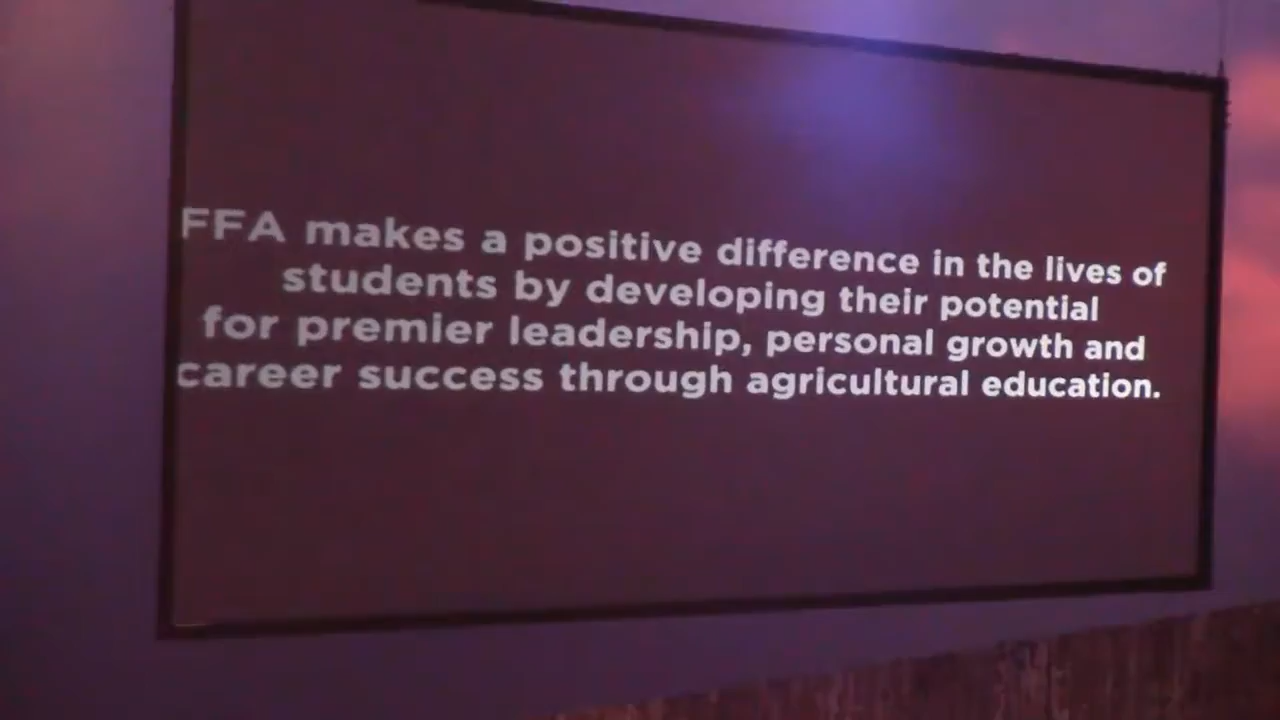 FFA makes a positive difference in the lives of
students by developing their potential
for premier leadership, personal growth and
career success through agricultural education.